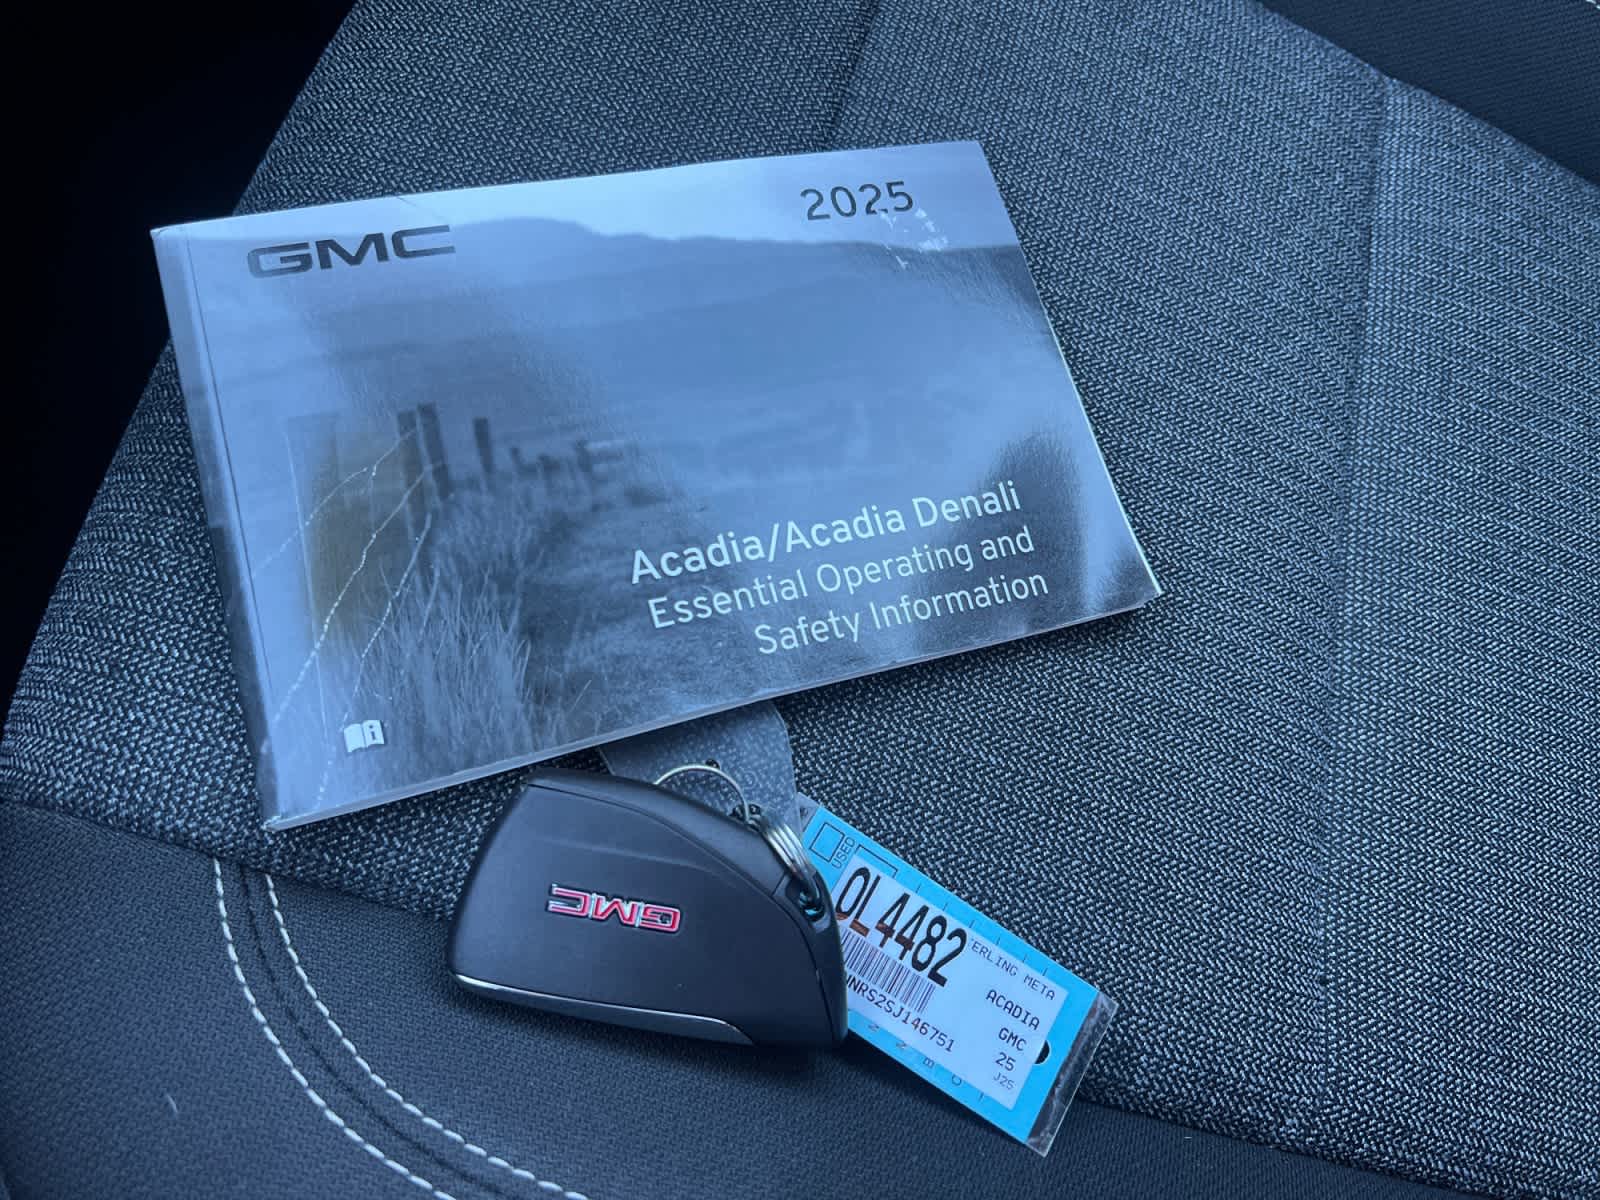 GMC
2025
Acadia/Acadia Denali
Essential Operating and
Safety Information
GMC
USED
OL4482
ERLING META
NRS2SJ146751
ACADIA
GMC
25
J25